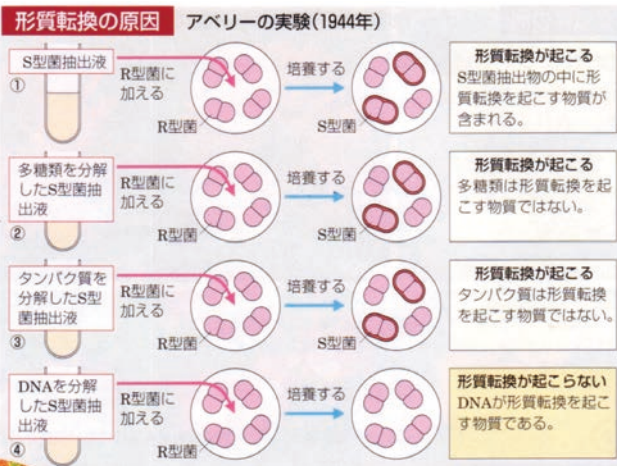 形質転換の原因 アベリーの実験(1944年)
S型菌抽出液
①
R型菌に
加える
R型菌
培養する
S型菌
形質転換が起こる
S型菌抽出物の中に形
質転換を起こす物質が
含まれる。
多糖類を分解
したS型菌抽
出液
②
R型菌に
加える
R型菌
培養する
S型菌
形質転換が起こる
多糖類は形質転換を起
こす物質ではない。
タンパク質を
分解したS型
菌抽出液
③
R型菌に
加える
R型菌
培養する
S型菌
形質転換が起こる
タンパク質は形質転換
を起こす物質ではない。
DNAを分解
したS型菌抽
出液
④
R型菌に
加える
R型菌
培養する
形質転換が起こらない
DNAが形質転換を起こ
す物質である。